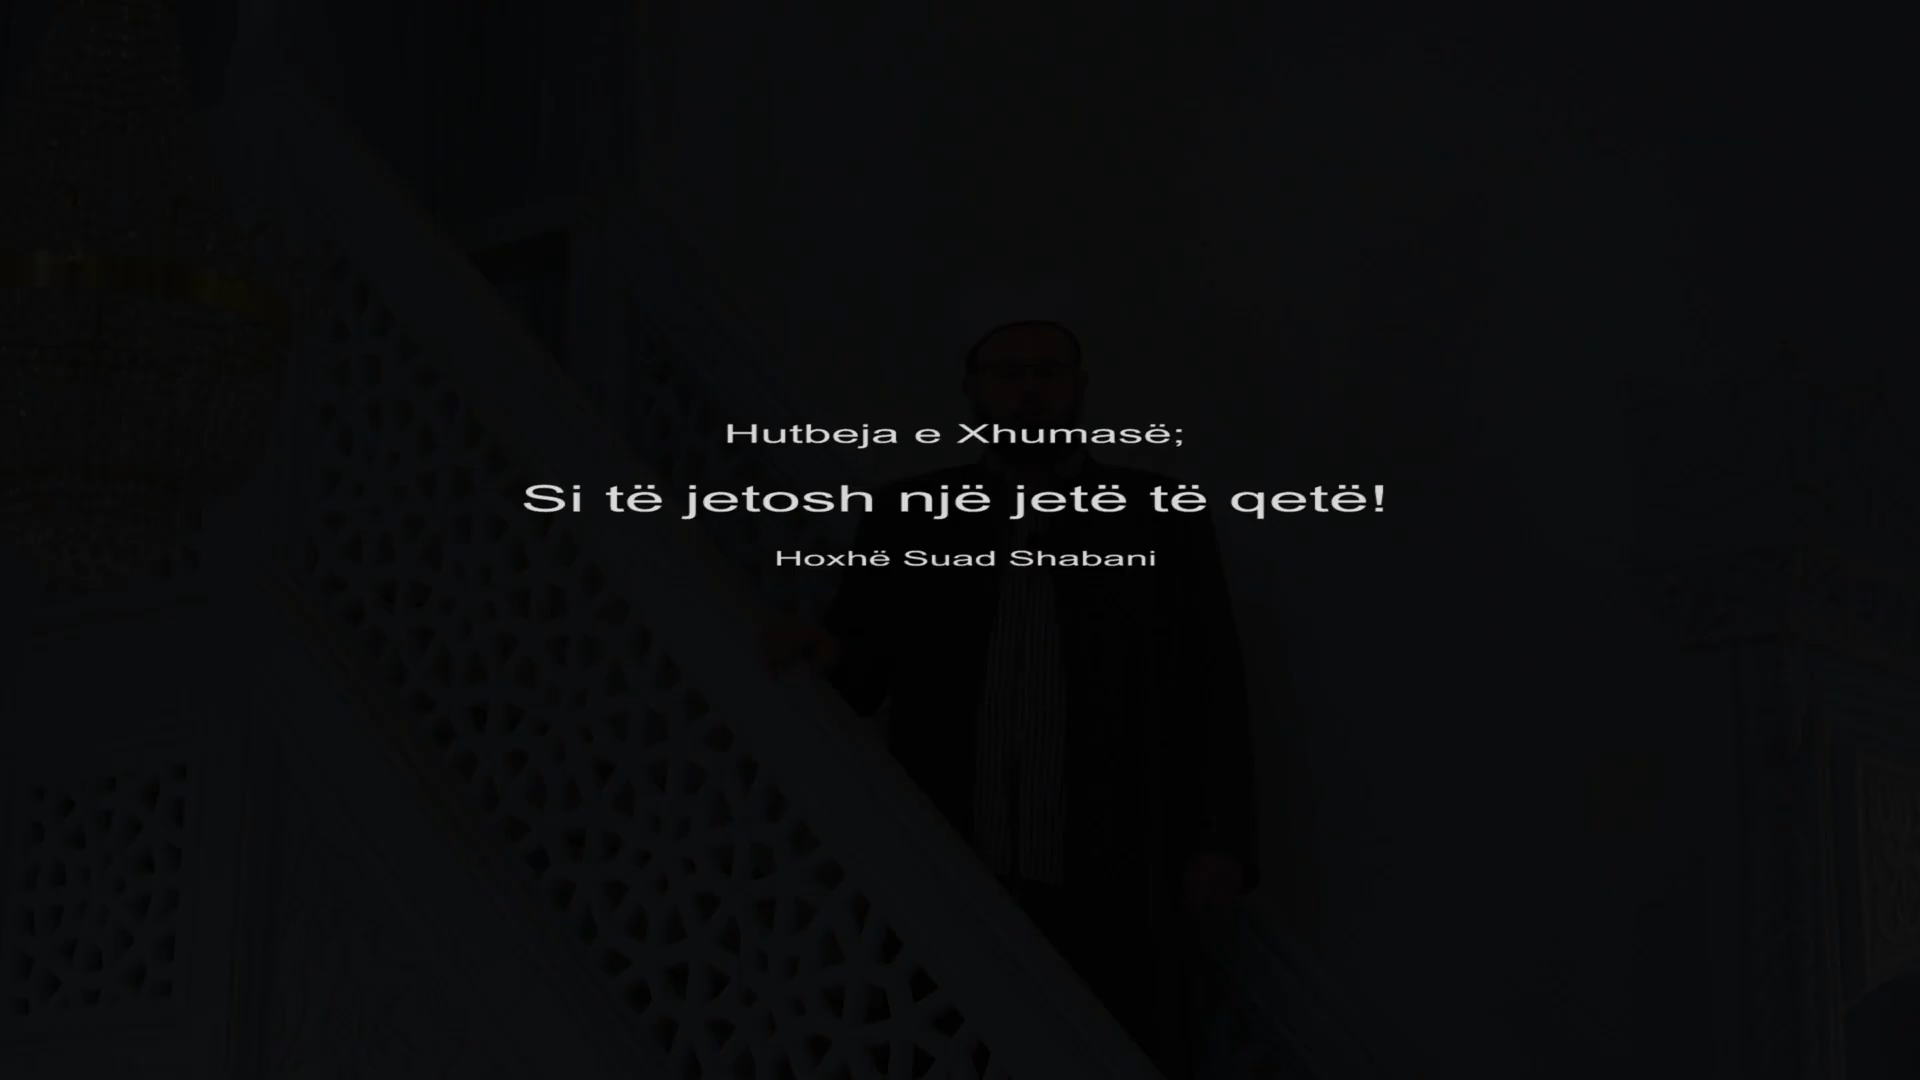 Hutbeja e Xhumasë;
Si të jetosh një jetë të qetë!
Hoxhë Suad Shabani